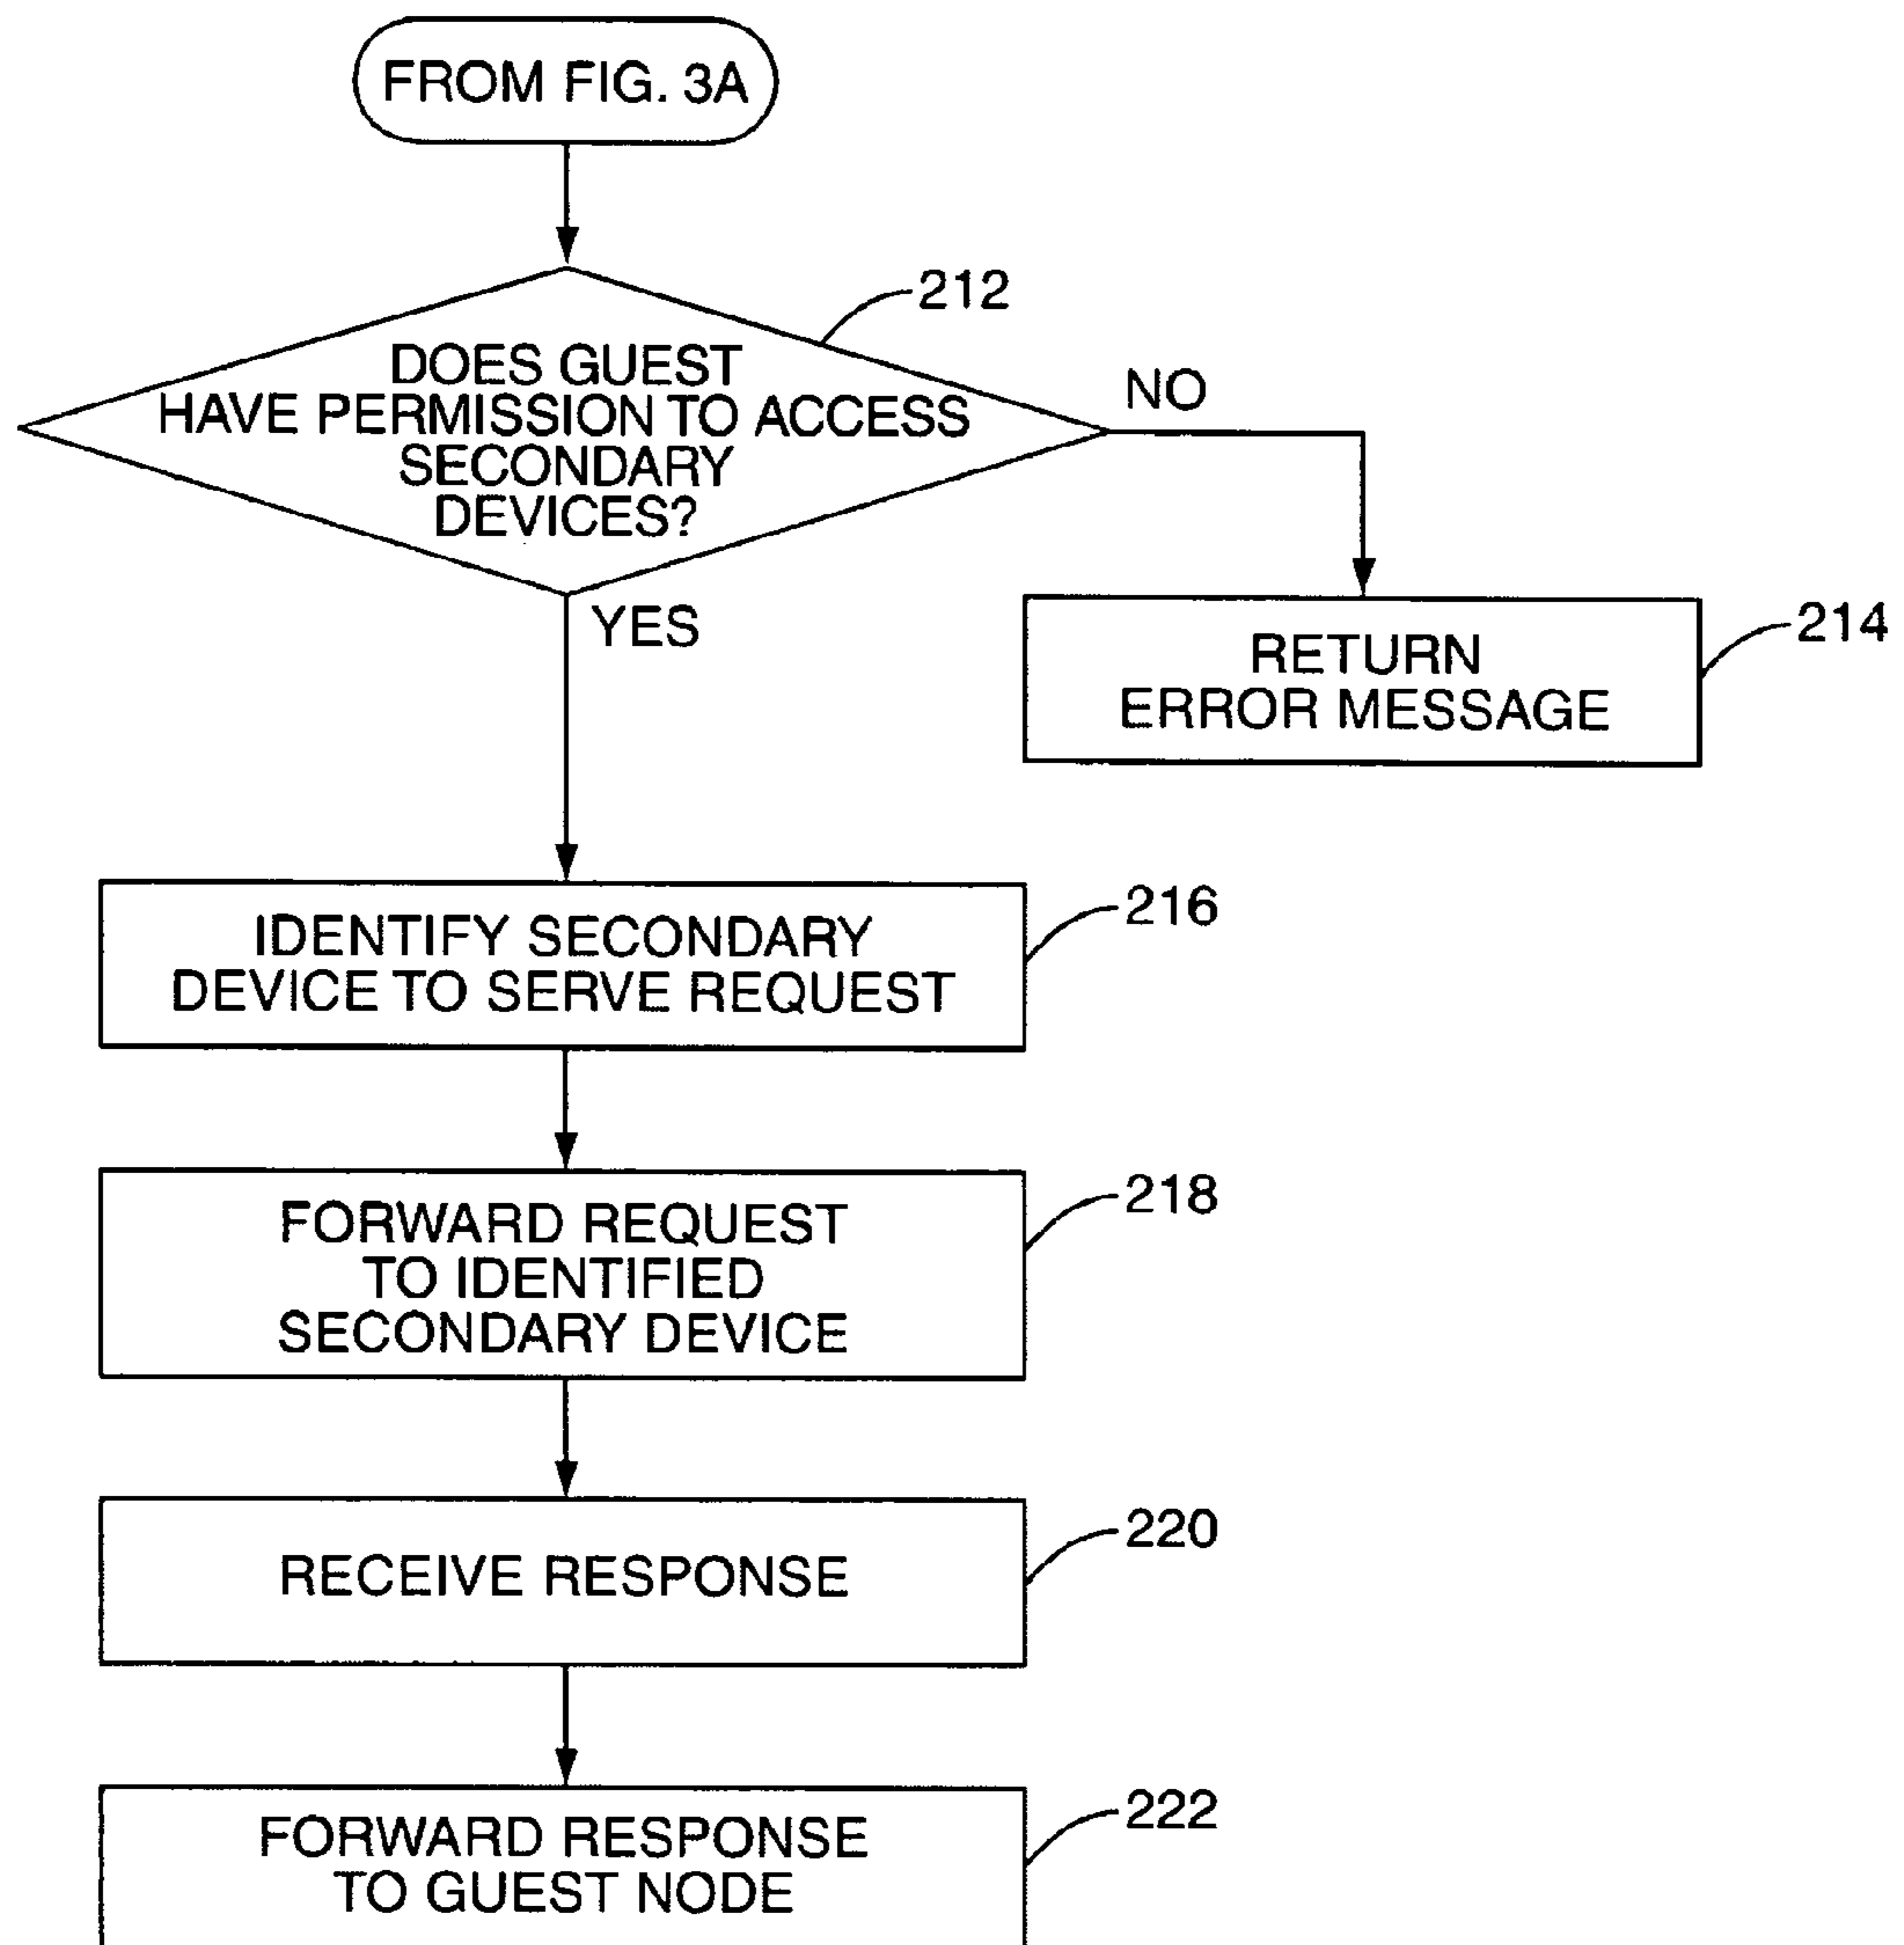 FROM FIG. 3A
212
DOES GUEST
HAVE PERMISSION TO ACCESS
SECONDARY
DEVICES?
NO
YES
RETURN
ERROR MESSAGE
214
IDENTIFY SECONDARY
DEVICE TO SERVE REQUEST
216
FORWARD REQUEST
TO IDENTIFIED
SECONDARY DEVICE
218
RECEIVE RESPONSE
220
FORWARD RESPONSE
TO GUEST NODE
222